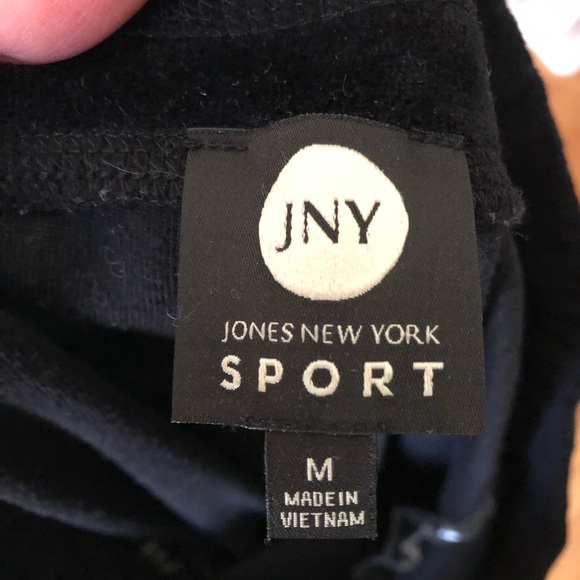 JNY
JONES NEW YORK
SPORT
M
MADE IN
VIETNAM